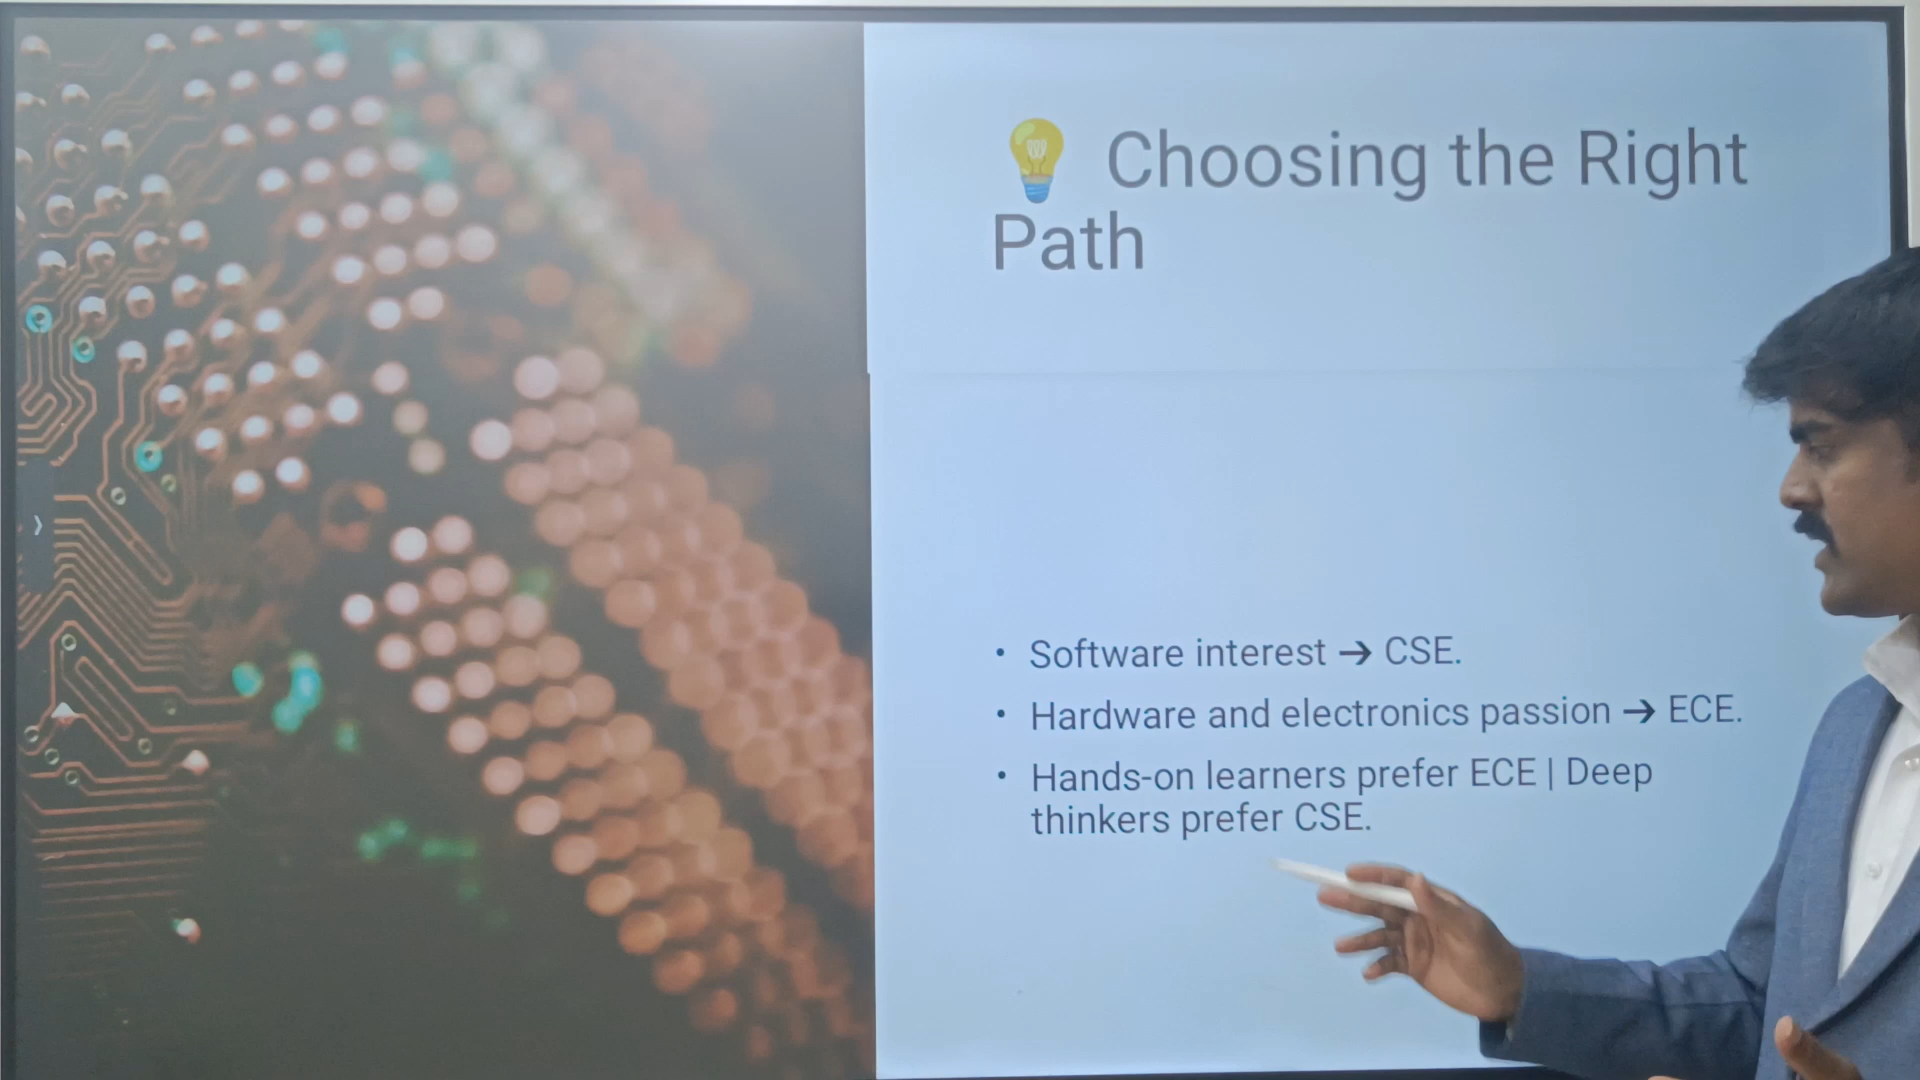 💡 Choosing the Right
Path
• Software interest → CSE.
• Hardware and electronics passion → ECE.
• Hands-on learners prefer ECE | Deep
thinkers prefer CSE.